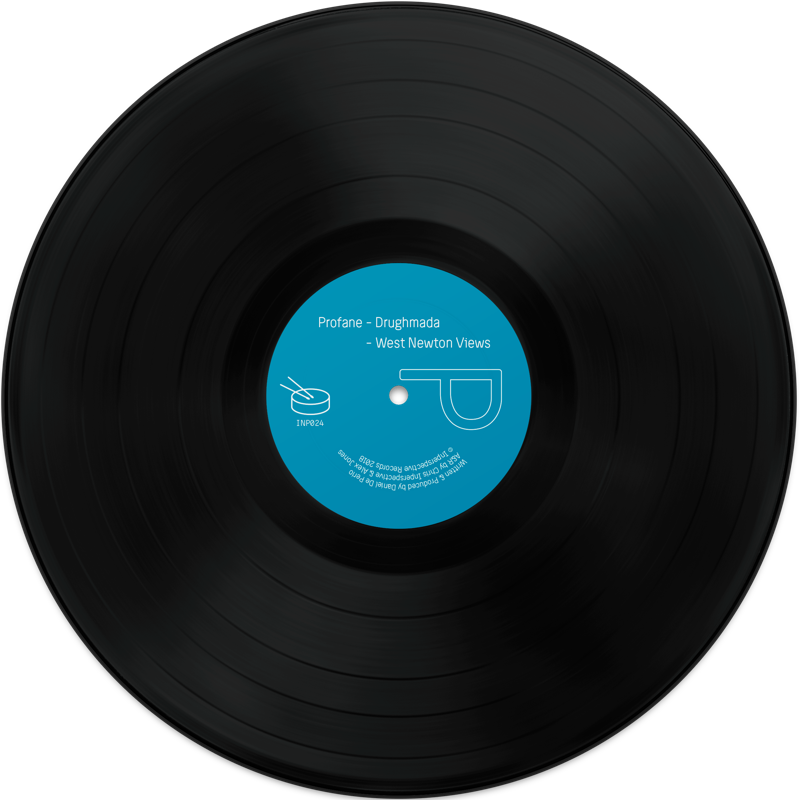 Profane - Drughmada
- West Newton Views
INP024
Written & Produced by Daniel De Perio
A&R by Chris Inperspective & Alex Jones
© Inperspective Records 2018